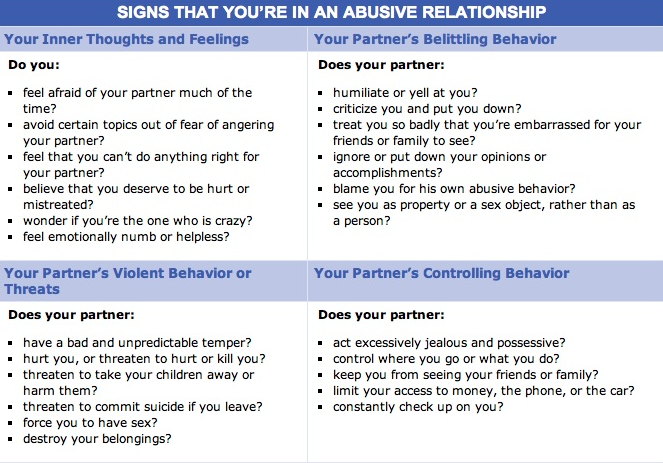 SIGNS THAT YOU'RE IN AN ABUSIVE RELATIONSHIP
Your Inner Thoughts and Feelings
Do you:
▪ feel afraid of your partner much of the
time?
▪ avoid certain topics out of fear of angering
your partner?
▪ feel that you can't do anything right for
your partner?
▪ believe that you deserve to be hurt or
mistreated?
▪ wonder if you're the one who is crazy?
▪ feel emotionally numb or helpless?
Your Partner's Belittling Behavior
Does your partner:
▪ humiliate or yell at you?
▪ criticize you and put you down?
▪ treat you so badly that you're embarrassed for your
friends or family to see?
▪ ignore or put down your opinions or
accomplishments?
▪ blame you for his own abusive behavior?
▪ see you as property or a sex object, rather than as
a person?
Your Partner's Violent Behavior or
Threats
Does your partner:
▪ have a bad and unpredictable temper?
▪ hurt you, or threaten to hurt or kill you?
▪ threaten to take your children away or
harm them?
▪ threaten to commit suicide if you leave?
▪ force you to have sex?
▪ destroy your belongings?
Your Partner's Controlling Behavior
Does your partner:
▪ act excessively jealous and possessive?
▪ control where you go or what you do?
▪ keep you from seeing your friends or family?
▪ limit your access to money, the phone, or the car?
▪ constantly check up on you?